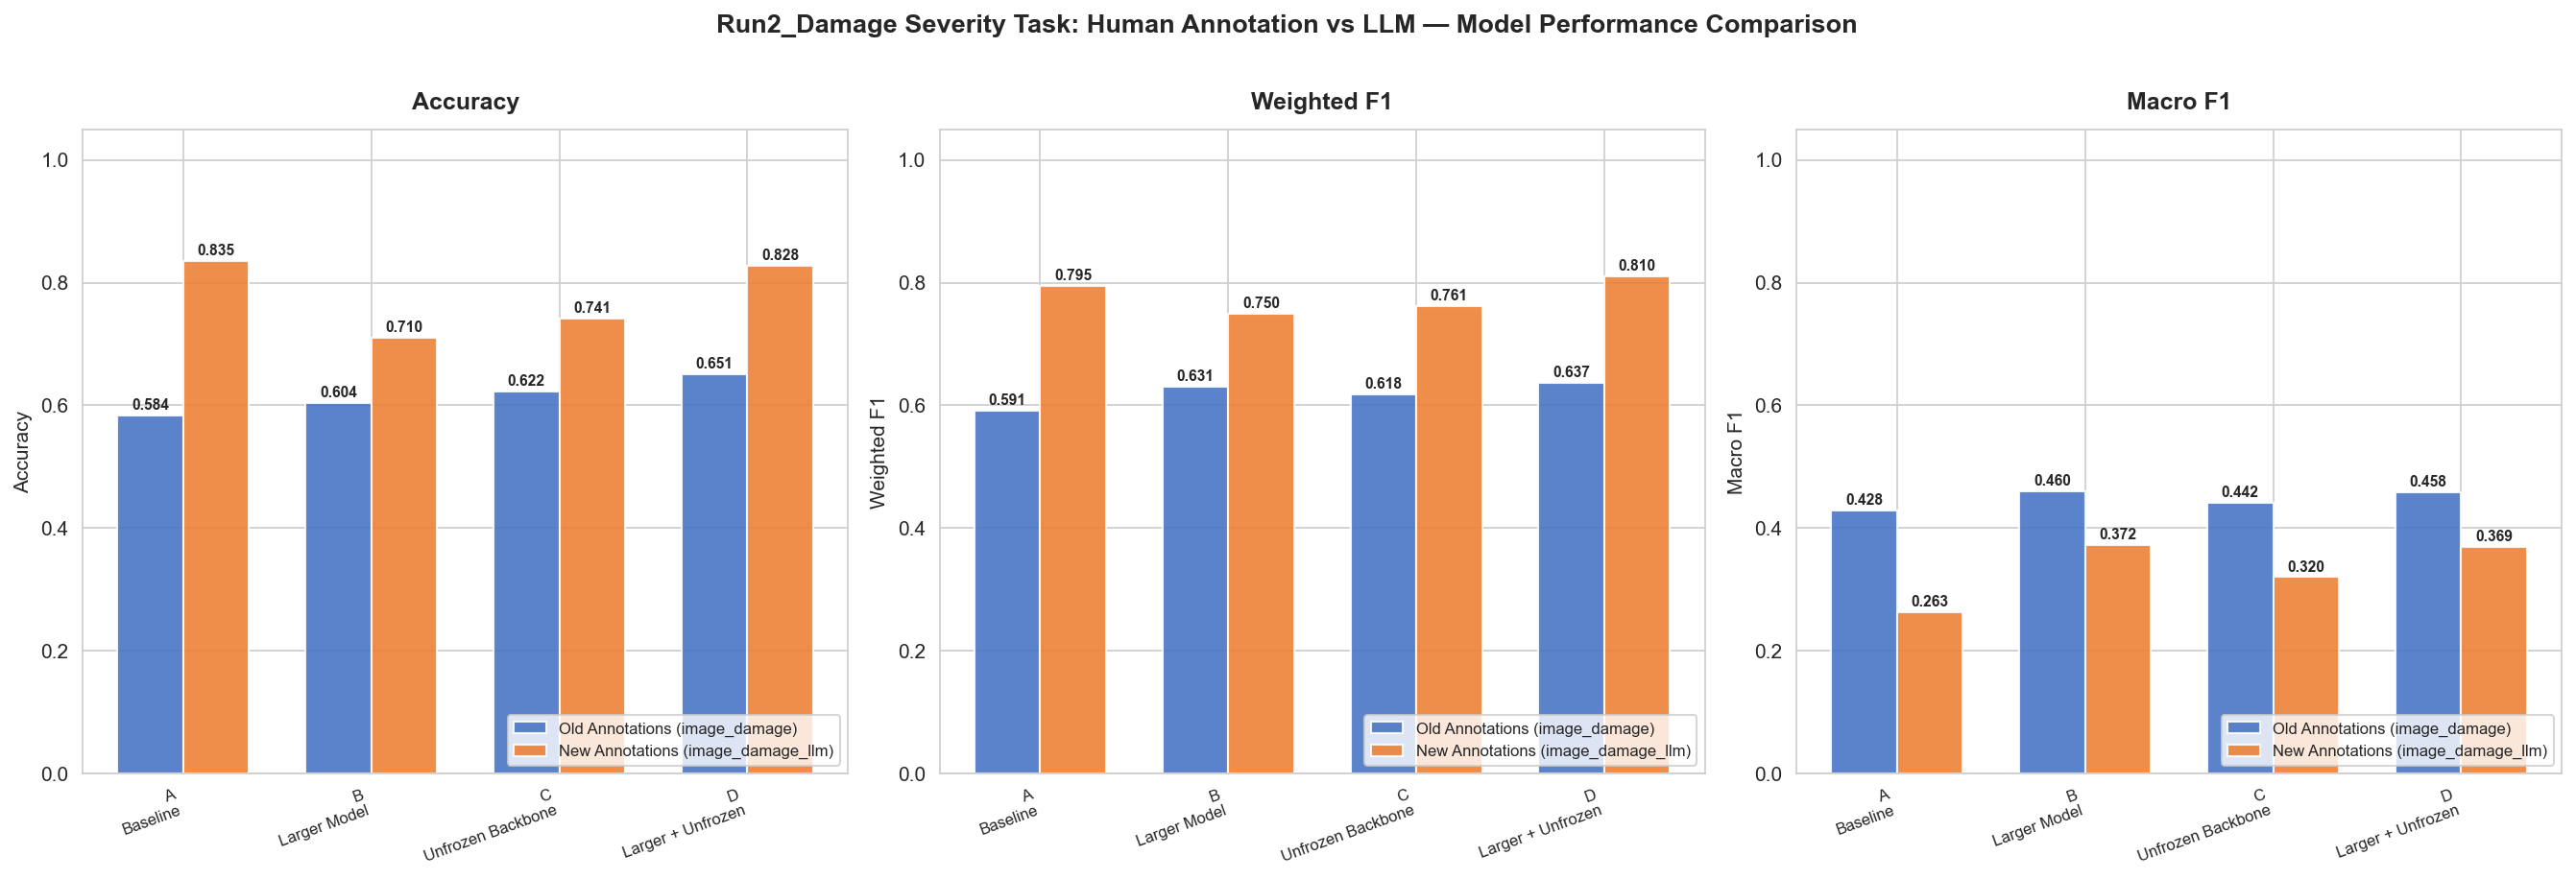 Run2_Damage Severity Task: Human Annotation vs LLM — Model Performance Comparison
Accuracy
Accuracy
1.0
0.8
0.6
0.4
0.2
0.0
0.584
0.835
0.604
0.710
0.622
0.741
0.651
0.828
Old Annotations (image_damage)
New Annotations (image_damage_llm)
A
Baseline
B
Larger Model
C
Unfrozen Backbone
D
Larger + Unfrozen
Weighted F1
Weighted F1
1.0
0.8
0.6
0.4
0.2
0.0
0.591
0.795
0.631
0.750
0.618
0.761
0.637
0.810
Old Annotations (image_damage)
New Annotations (image_damage_llm)
A
Baseline
B
Larger Model
C
Unfrozen Backbone
D
Larger + Unfrozen
Macro F1
Macro F1
1.0
0.8
0.6
0.4
0.2
0.0
0.428
0.263
0.460
0.372
0.442
0.320
0.458
0.369
Old Annotations (image_damage)
New Annotations (image_damage_llm)
A
Baseline
B
Larger Model
C
Unfrozen Backbone
D
Larger + Unfrozen